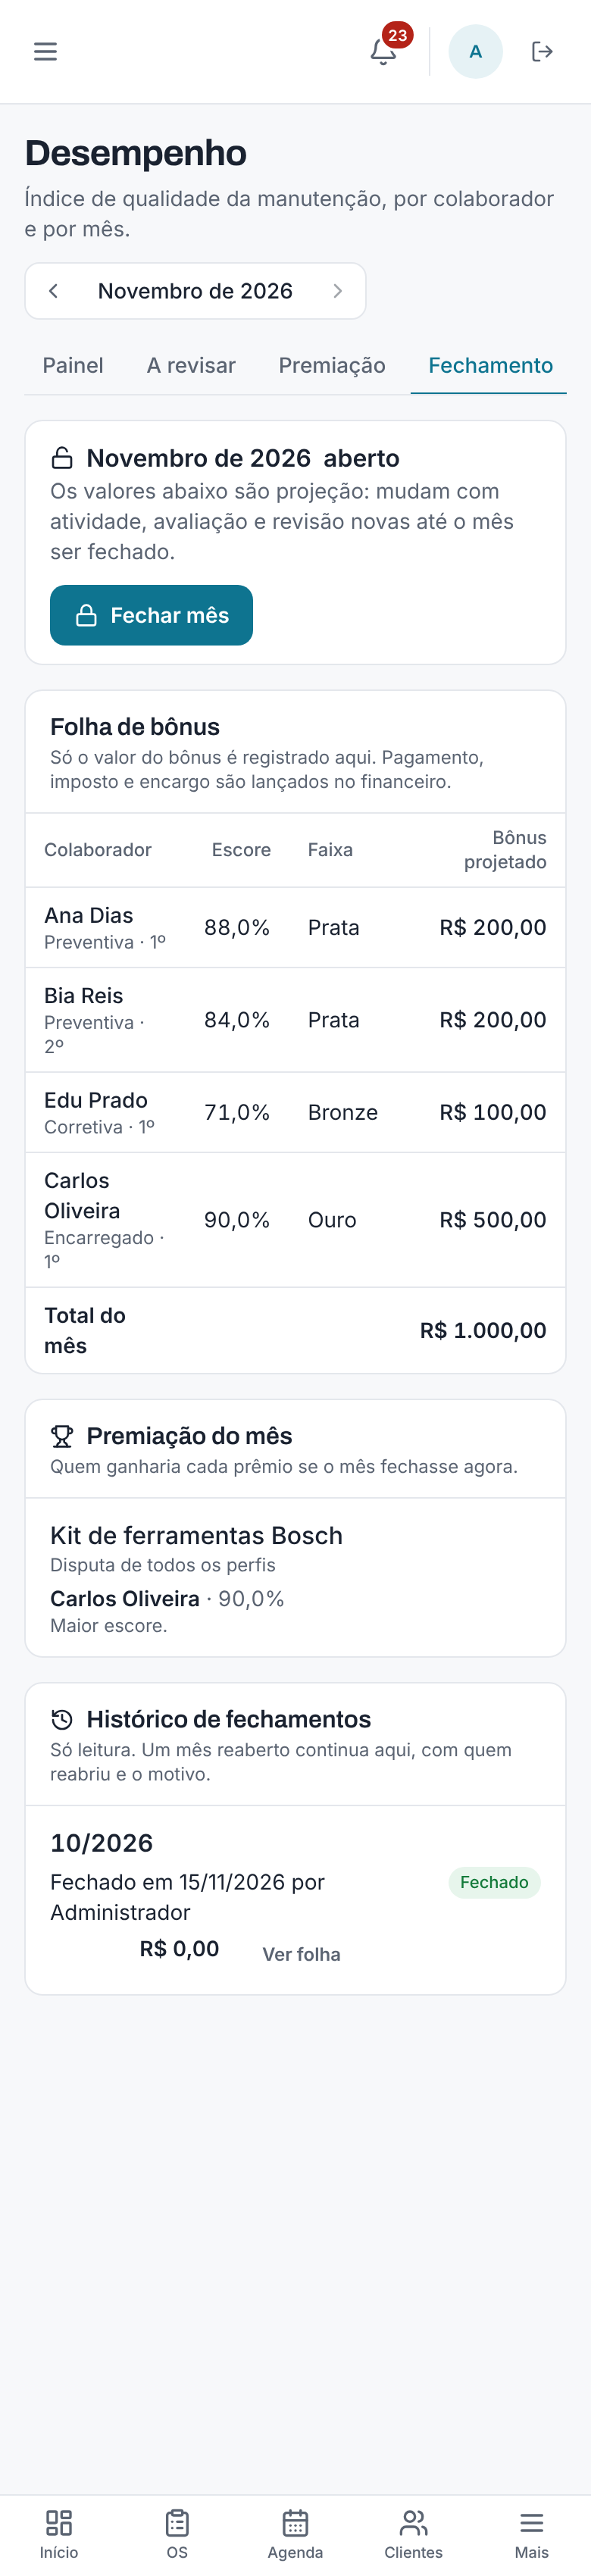 23
A
Desempenho
Índice de qualidade da manutenção, por colaborador
e por mês.
Novembro de 2026
Painel A revisar Premiação Fechamento
Novembro de 2026 aberto
Os valores abaixo são projeção: mudam com
atividade, avaliação e revisão novas até o mês
ser fechado.
Fechar mês
Folha de bônus
Só o valor do bônus é registrado aqui. Pagamento,
imposto e encargo são lançados no financeiro.
Colaborador Escore Faixa Bônus
projetado
Ana Dias
Preventiva · 1º
88,0% Prata R$ 200,00
Bia Reis
Preventiva ·
2º
84,0% Prata R$ 200,00
Edu Prado
Corretiva · 1º
71,0% Bronze R$ 100,00
Carlos
Oliveira
Encarregado ·
1º
90,0% Ouro R$ 500,00
Total do
mês
R$ 1.000,00
Premiação do mês
Quem ganharia cada prêmio se o mês fechasse agora.
Kit de ferramentas Bosch
Disputa de todos os perfis
Carlos Oliveira · 90,0%
Maior escore.
Histórico de fechamentos
Só leitura. Um mês reaberto continua aqui, com quem
reabriu e o motivo.
10/2026
Fechado em 15/11/2026 por
Administrador
Fechado
R$ 0,00 Ver folha
Início OS Agenda Clientes Mais